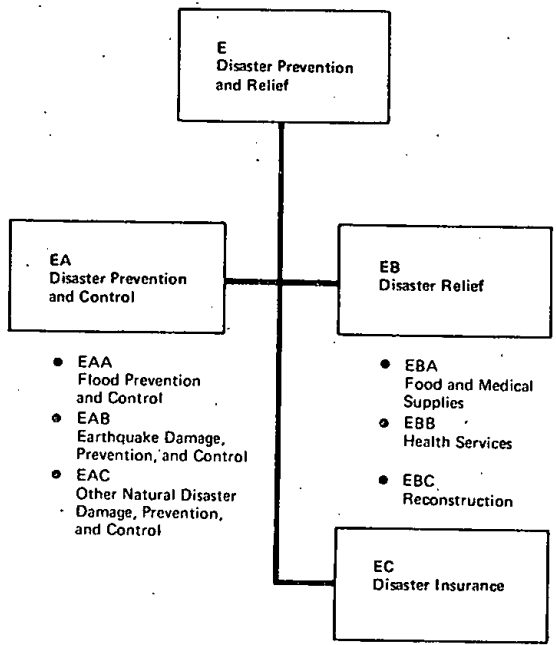 E
Disaster Prevention
and Relief
EA
Disaster Prevention
and Control
EAA
Flood Prevention
and Control
EAB
Earthquake Damage,
Prevention, and Control
EAC
Other Natural Disaster
Damage, Prevention,
and Control
EB
Disaster Relief
EBA
Food and Medical
Supplies
EBB
Health Services
EBC
Reconstruction
EC
Disaster Insurance